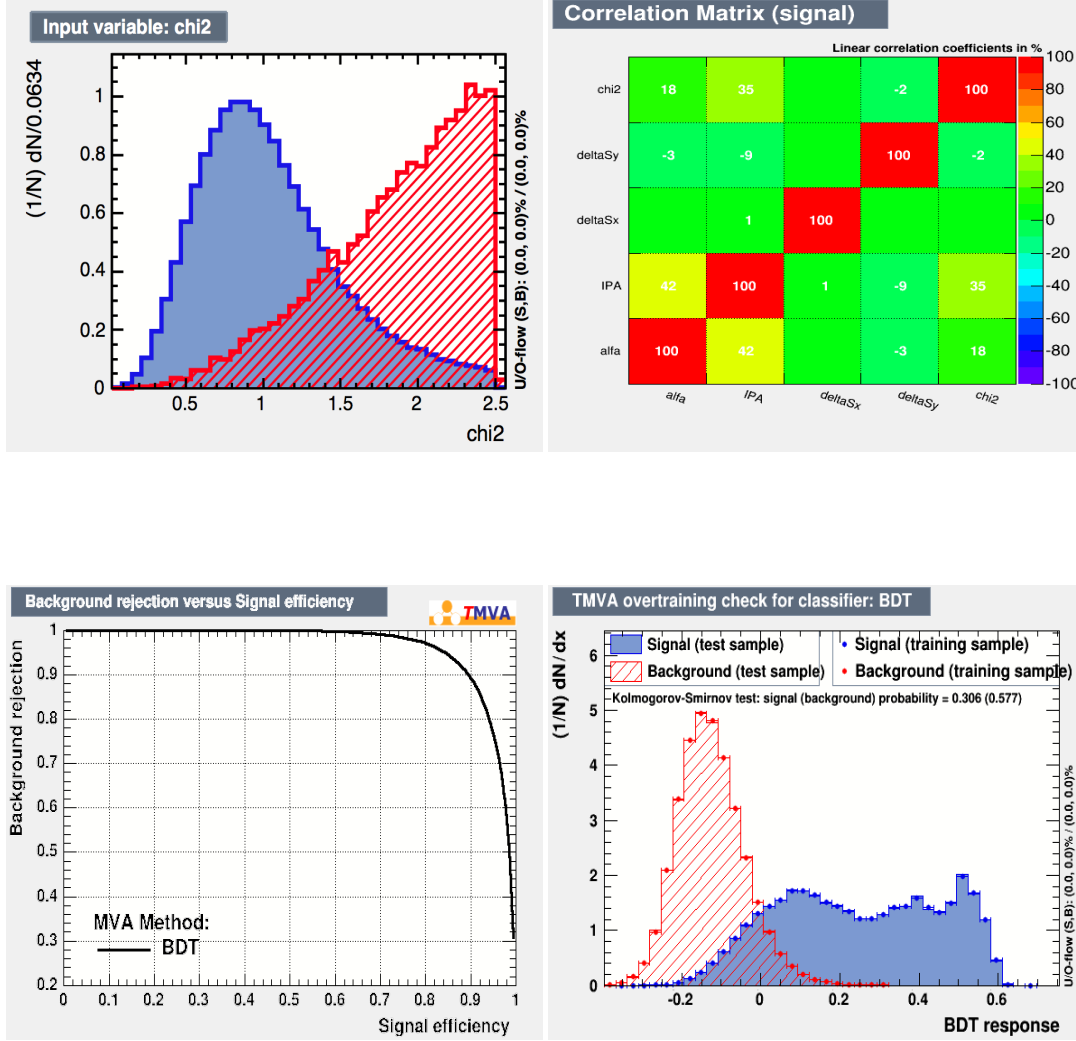 Input variable: chi2
(1/N) dN/0.0634
1
0.8
0.6
0.4
0.2
0
0.5 1 1.5 2 2.5
chi2
U/O-flow (S,B): (0.0, 0.0)% / (0.0, 0.0)%
Correlation Matrix (signal)
Linear correlation coefficients in %
chi2 18 35 -2 100
deltaSy -3 -9 100 -2
deltaSx 1 100
IPA 42 100 1 -9 35
alfa 100 42 -3 18
alfa IPA deltaSx deltaSy chi2
100
80
60
40
20
0
-20
-40
-60
-80
-100
Background rejection versus Signal efficiency
TMVA
Background rejection
1
0.9
0.8
0.7
0.6
0.5
0.4
0.3
0.2
MVA Method:
BDT
0 0.1 0.2 0.3 0.4 0.5 0.6 0.7 0.8 0.9 1
Signal efficiency
TMVA overtraining check for classifier: BDT
(1/N) dN/dx
Signal (test sample) Signal (training sample)
Background (test sample) Background (training sample)
Kolmogorov-Smirnov test: signal (background) probability = 0.306 (0.577)
6
5
4
3
2
1
0
-0.2 0 0.2 0.4 0.6
BDT response
U/O-flow (S,B): (0.0, 0.0)% / (0.0, 0.0)%